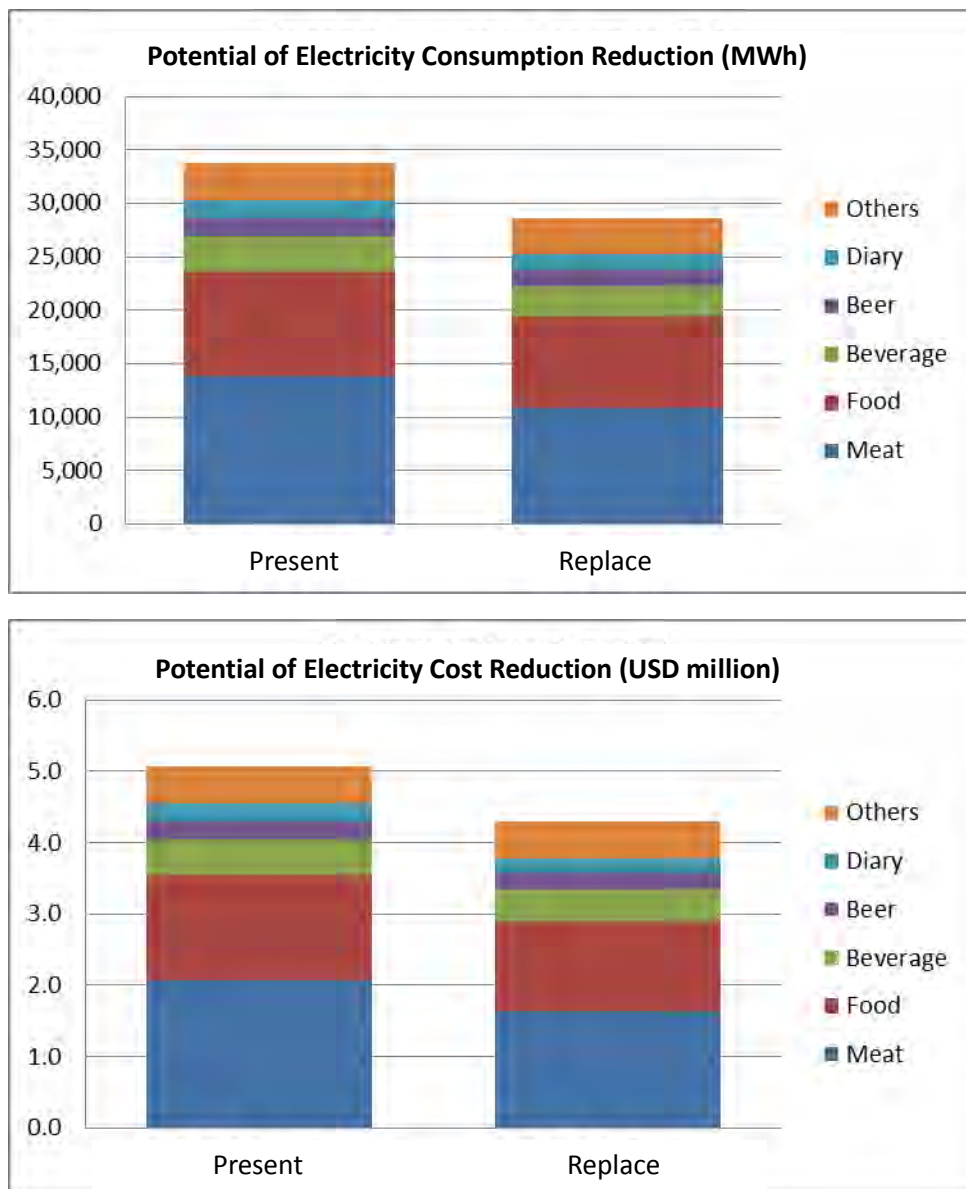 Potential of Electricity Consumption Reduction (MWh)
40,000
35,000
30,000
25,000
20,000
15,000
10,000
5,000
0
Present
Replace
Others
Diary
Beer
Beverage
Food
Meat
Potential of Electricity Cost Reduction (USD million)
6.0
5.0
4.0
3.0
2.0
1.0
0.0
Present
Replace
Others
Diary
Beer
Beverage
Food
Meat